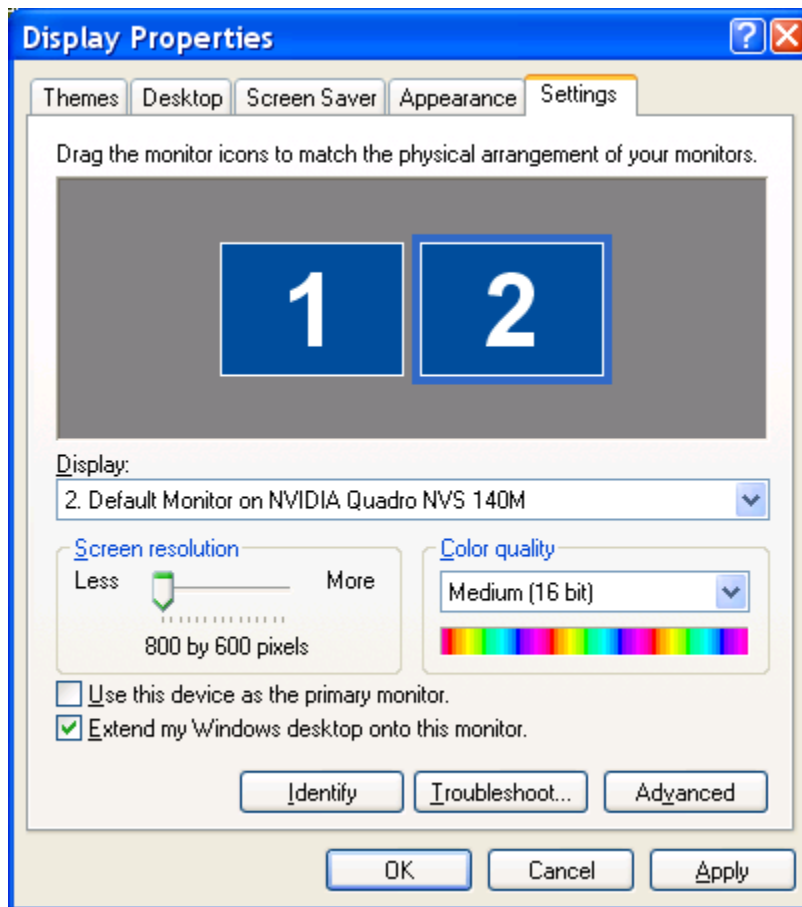 Display Properties
Themes Desktop Screen Saver Appearance Settings
Drag the monitor icons to match the physical arrangement of your monitors.
1 2
Display:
2. Default Monitor on NVIDIA Quadro NVS 140M
Screen resolution
Less More
800 by 600 pixels
Color quality
Medium (16 bit)
Use this device as the primary monitor.
Extend my Windows desktop onto this monitor.
Identify Troubleshoot... Advanced
OK Cancel Apply